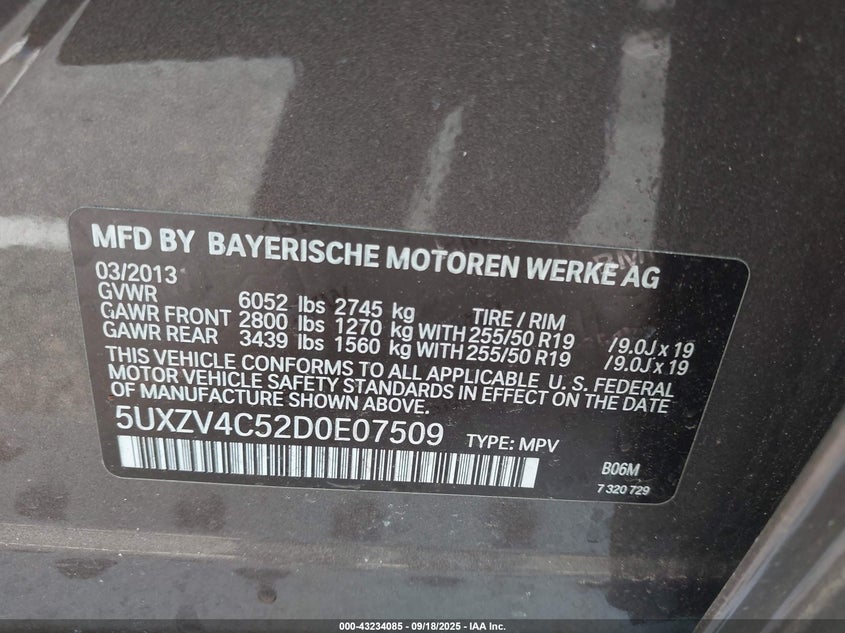 MFD BY BAYERISCHE MOTOREN WERKE AG
03/2013
GVWR 6052 lbs 2745 kg TIRE / RIM
GAWR FRONT 2800 lbs 1270 kg WITH 255/50 R19 /9.0J x 19
GAWR REAR 3439 lbs 1560 kg WITH 255/50 R19 /9.0J x 19
THIS VEHICLE CONFORMS TO ALL APPLICABLE U. S. FEDERAL
MOTOR VEHICLE SAFETY STANDARDS IN EFFECT ON THE DATE
OF MANUFACTURE SHOWN ABOVE.
5UXZV4C52D0E07509 TYPE: MPV
B06M
7 320 729
000-43234085 - 09/18/2025 - IAA Inc.